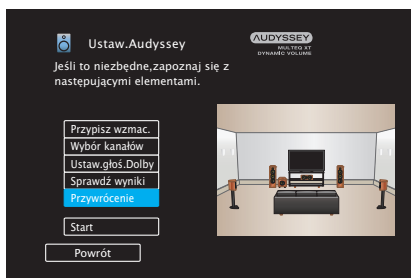 Ustaw.Audyssey
AUDYSSEY
MULTEQ XT
DYNAMIC VOLUME
Jeśli to niezbędne,zapoznaj się z
następującymi elementami.
Przypisz wzmac.
Wybór kanałów
Ustaw.głoś.Dolby
Sprawdź wyniki
Przywrócenie
Start
Powrót